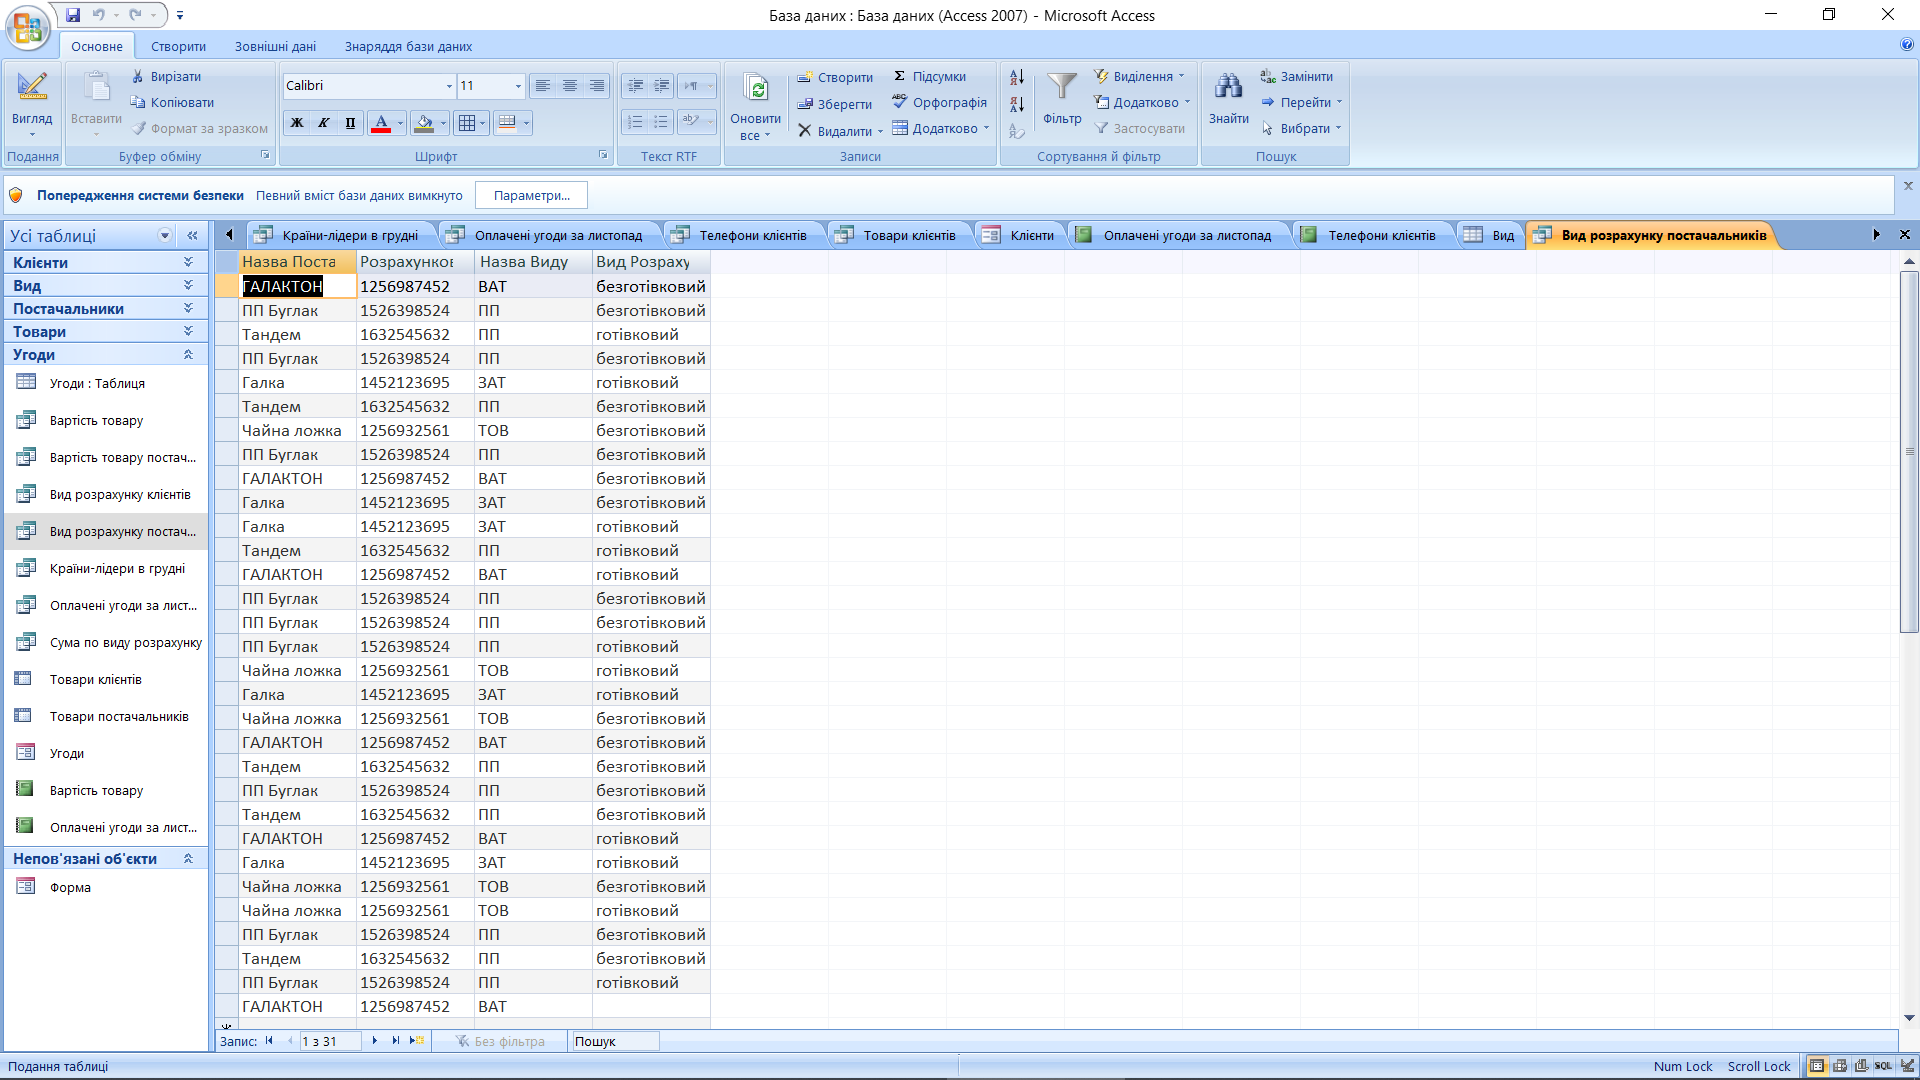 База даних : База даних (Access 2007) - Microsoft Access
Основне Створити Зовнішні дані Знаряддя бази даних
Вигляд
Подання
Вставити
Вирізати
Копіювати
Формат за зразком
Буфер обміну
Calibri 11
Ж К П
Шрифт
Текст RTF
Оновити все
Створити
Зберегти
Видалити
Підсумки
Орфографія
Додатково
Записи
Фільтр
Виділення
Додатково
Застосувати
Сортування й фільтр
Знайти
Замінити
Перейти
Вибрати
Пошук
Попередження системи безпеки Певний вміст бази даних вимкнуто Параметри...
Усі таблиці
Клієнти
Вид
Постачальники
Товари
Угоди
Угоди : Таблиця
Вартість товару
Вартість товару постач...
Вид розрахунку клієнтів
Вид розрахунку постач...
Країни-лідери в грудні
Оплачені угоди за лист...
Сума по виду розрахунку
Товари клієнтів
Товари постачальників
Угоди
Вартість товару
Оплачені угоди за лист...
Непов'язані об'єкти
Форма
Країни-лідери в грудні Оплачені угоди за листопад Телефони клієнтів Товари клієнтів Клієнти Оплачені угоди за листопад Телефони клієнтів Вид Вид розрахунку постачальників
Назва Поста Розрахунков Назва Виду Вид Розраху
ГАЛАКТОН 1256987452 ВАТ безготівковий
ПП Буглак 1526398524 ПП безготівковий
Тандем 1632545632 ПП готівковий
ПП Буглак 1526398524 ПП безготівковий
Галка 1452123695 ЗАТ готівковий
Тандем 1632545632 ПП безготівковий
Чайна ложка 1256932561 ТОВ безготівковий
ПП Буглак 1526398524 ПП безготівковий
ГАЛАКТОН 1256987452 ВАТ безготівковий
Галка 1452123695 ЗАТ безготівковий
Галка 1452123695 ЗАТ готівковий
Тандем 1632545632 ПП готівковий
ГАЛАКТОН 1256987452 ВАТ готівковий
ПП Буглак 1526398524 ПП безготівковий
ПП Буглак 1526398524 ПП безготівковий
ПП Буглак 1526398524 ПП готівковий
Чайна ложка 1256932561 ТОВ готівковий
Галка 1452123695 ЗАТ готівковий
Чайна ложка 1256932561 ТОВ безготівковий
ГАЛАКТОН 1256987452 ВАТ безготівковий
Тандем 1632545632 ПП безготівковий
ПП Буглак 1526398524 ПП безготівковий
Тандем 1632545632 ПП безготівковий
ГАЛАКТОН 1256987452 ВАТ готівковий
Галка 1452123695 ЗАТ готівковий
Чайна ложка 1256932561 ТОВ безготівковий
Чайна ложка 1256932561 ТОВ готівковий
ПП Буглак 1526398524 ПП безготівковий
Тандем 1632545632 ПП безготівковий
ПП Буглак 1526398524 ПП готівковий
ГАЛАКТОН 1256987452 ВАТ
Запис: 1 з 31 Без фільтра Пошук
Подання таблиці Num Lock Scroll Lock SQL